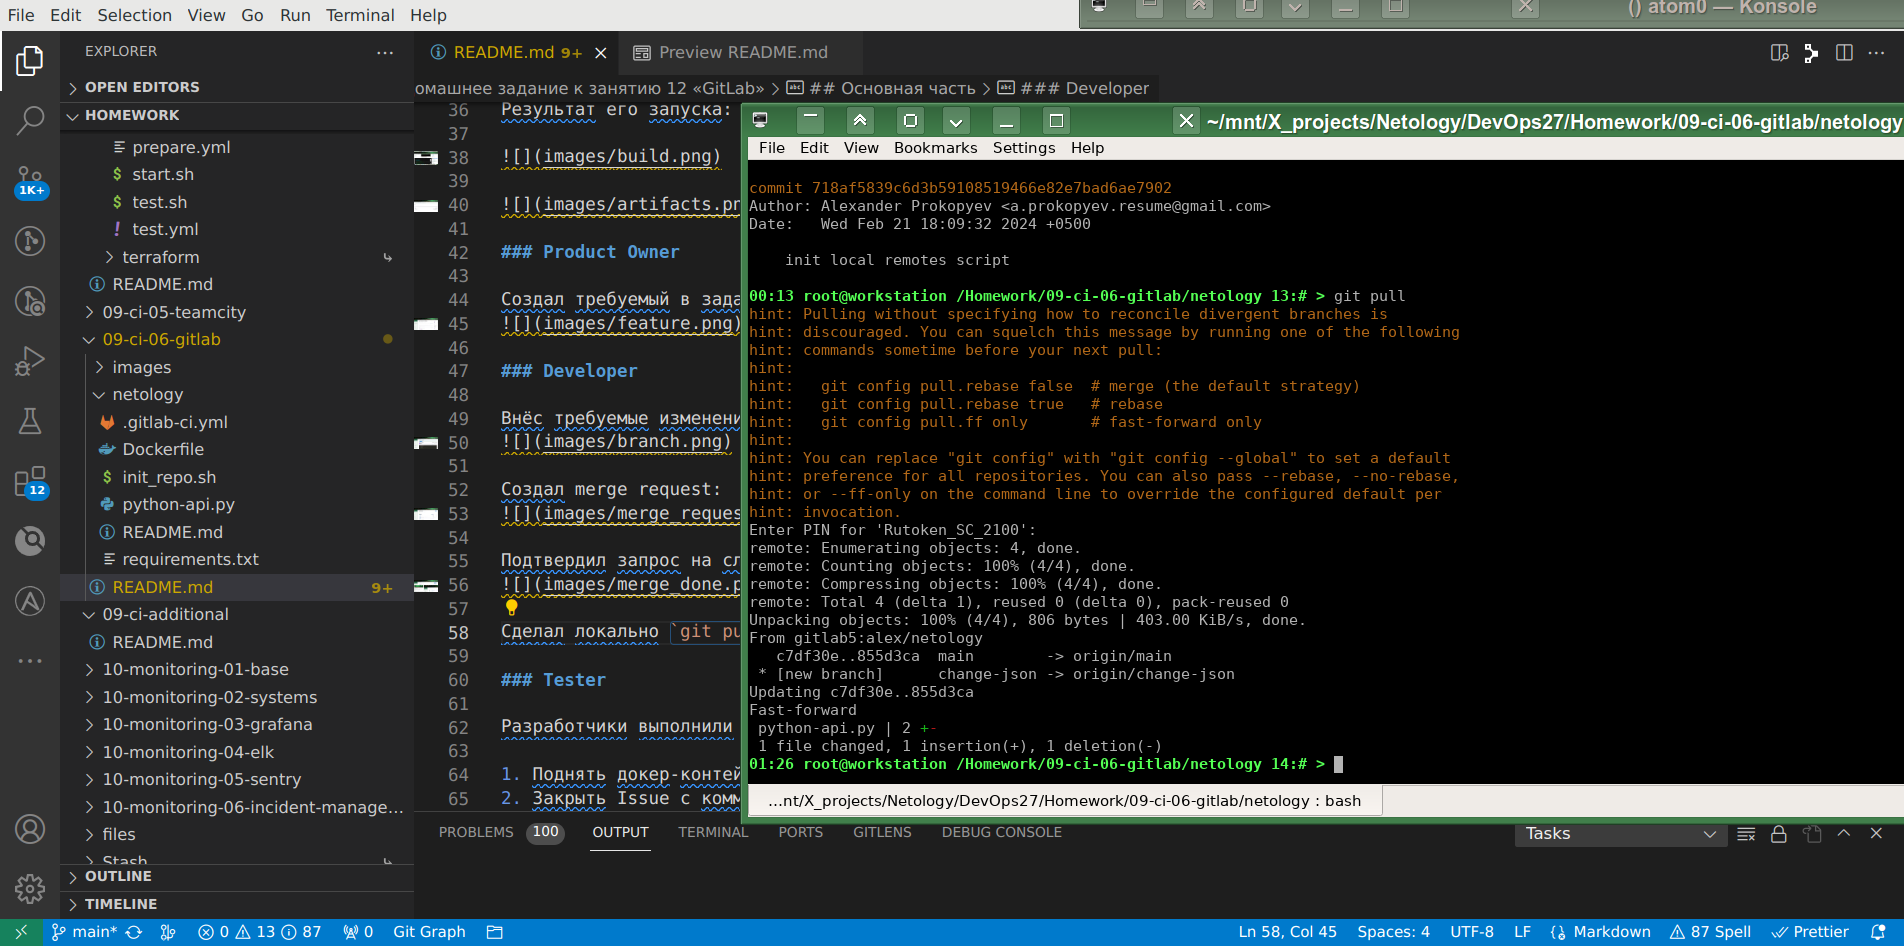 File Edit Selection View Go Run Terminal Help
() atom0 — Konsole
EXPLORER
OPEN EDITORS
HOMEWORK
prepare.yml
$ start.sh
$ test.sh
! test.yml
terraform
README.md
09-ci-05-teamcity
09-ci-06-gitlab
images
netology
.gitlab-ci.yml
Dockerfile
$ init_repo.sh
python-api.py
README.md
requirements.txt
README.md 9+
09-ci-additional
README.md
10-monitoring-01-base
10-monitoring-02-systems
10-monitoring-03-grafana
10-monitoring-04-elk
10-monitoring-05-sentry
10-monitoring-06-incident-manage...
files
Stash
OUTLINE
TIMELINE
1K+
12
README.md 9+
Preview README.md
омашнее задание к занятию 12 «GitLab» > ## Основная часть > ### Developer
36 Результат его запуска:
37
38 ![](images/build.png)
39
40 ![](images/artifacts.pn
41
42 ### Product Owner
43
44 Создал требуемый в зада
45 ![](images/feature.png)
46
47 ### Developer
48
49 Внёс требуемые изменени
50 ![](images/branch.png)
51
52 Создал merge request:
53 ![](images/merge_reques
54
55 Подтвердил запрос на сл
56 ![](images/merge_done.p
57
58 Сделал локально `git pu
59
60 ### Tester
61
62 Разработчики выполнили
63
64 1. Поднять докер-контей
65 2. Закрыть Issue с комм
~/mnt/X_projects/Netology/DevOps27/Homework/09-ci-06-gitlab/netology
File Edit View Bookmarks Settings Help
commit 718af5839c6d3b59108519466e82e7bad6ae7902
Author: Alexander Prokopyev <a.prokopyev.resume@gmail.com>
Date:   Wed Feb 21 18:09:32 2024 +0500
init local remotes script
00:13 root@workstation /Homework/09-ci-06-gitlab/netology 13:# > git pull
hint: Pulling without specifying how to reconcile divergent branches is
hint: discouraged. You can squelch this message by running one of the following
hint: commands sometime before your next pull:
hint:
hint:   git config pull.rebase false  # merge (the default strategy)
hint:   git config pull.rebase true   # rebase
hint:   git config pull.ff only       # fast-forward only
hint:
hint: You can replace "git config" with "git config --global" to set a default
hint: preference for all repositories. You can also pass --rebase, --no-rebase,
hint: or --ff-only on the command line to override the configured default per
hint: invocation.
Enter PIN for 'Rutoken_SC_2100':
remote: Enumerating objects: 4, done.
remote: Counting objects: 100% (4/4), done.
remote: Compressing objects: 100% (4/4), done.
remote: Total 4 (delta 1), reused 0 (delta 0), pack-reused 0
Unpacking objects: 100% (4/4), 806 bytes | 403.00 KiB/s, done.
From gitlab5:alex/netology
c7df30e..855d3ca  main        -> origin/main
* [new branch]      change-json -> origin/change-json
Updating c7df30e..855d3ca
Fast-forward
python-api.py | 2 +-
1 file changed, 1 insertion(+), 1 deletion(-)
01:26 root@workstation /Homework/09-ci-06-gitlab/netology 14:# >
...nt/X_projects/Netology/DevOps27/Homework/09-ci-06-gitlab/netology : bash
PROBLEMS 100 OUTPUT TERMINAL PORTS GITLENS DEBUG CONSOLE
Tasks
main* 0 13 87 0 Git Graph
Ln 58, Col 45 Spaces: 4 UTF-8 LF Markdown 87 Spell Prettier